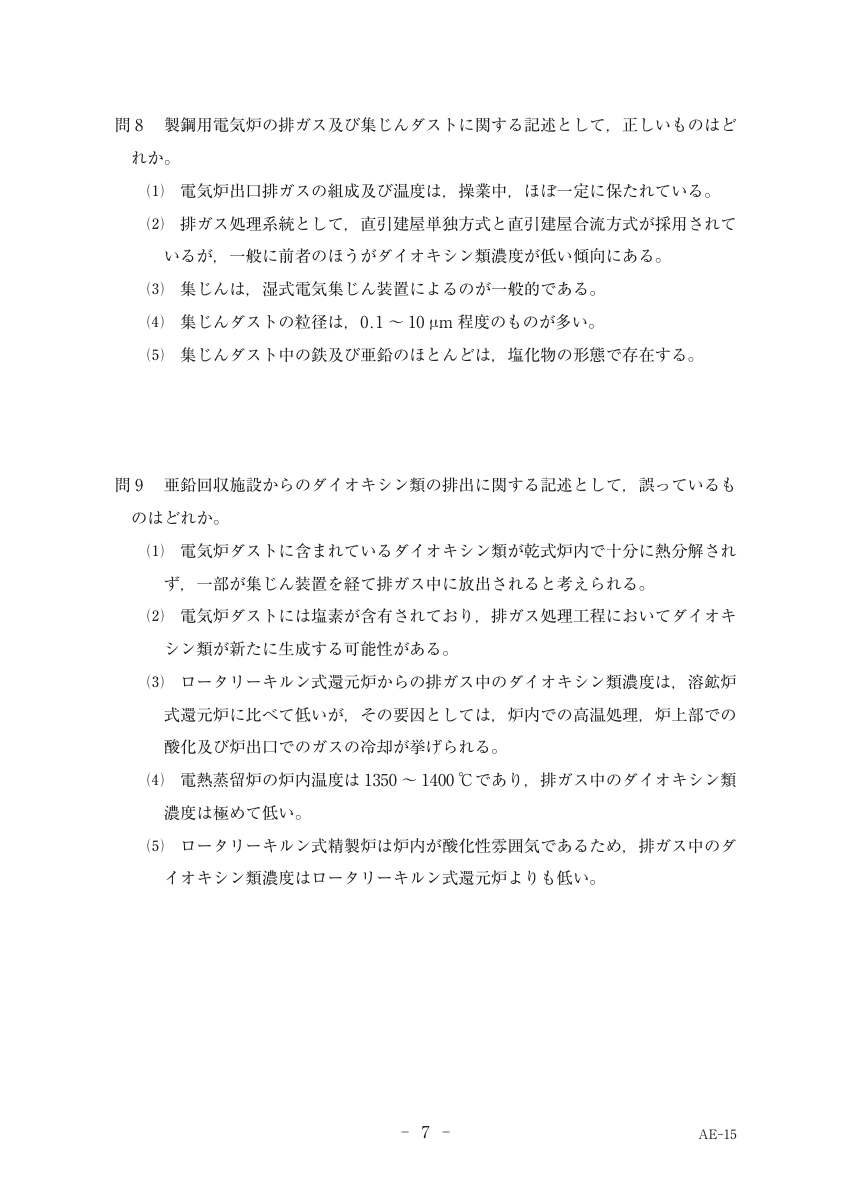 問8 製鋼用電気炉の排ガス及び集じんダストに関する記述として，正しいものはど
れか。
⑴ 電気炉出口排ガスの組成及び温度は，操業中，ほぼ一定に保たれている。
⑵ 排ガス処理系統として，直引建屋単独方式と直引建屋合流方式が採用されて
いるが，一般に前者のほうがダイオキシン類濃度が低い傾向にある。
⑶ 集じんは，湿式電気集じん装置によるのが一般的である。
⑷ 集じんダストの粒径は，0.1 ～ 10 μm 程度のものが多い。
⑸ 集じんダスト中の鉄及び亜鉛のほとんどは，塩化物の形態で存在する。
問9 亜鉛回収施設からのダイオキシン類の排出に関する記述として，誤っているも
のはどれか。
⑴ 電気炉ダストに含まれているダイオキシン類が乾式炉内で十分に熱分解され
ず，一部が集じん装置を経て排ガス中に放出されると考えられる。
⑵ 電気炉ダストには塩素が含有されており，排ガス処理工程においてダイオキ
シン類が新たに生成する可能性がある。
⑶ ロータリーキルン式還元炉からの排ガス中のダイオキシン類濃度は，溶鉱炉
式還元炉に比べて低いが，その要因としては，炉内での高温処理，炉上部での
酸化及び炉出口でのガスの冷却が挙げられる。
⑷ 電熱蒸留炉の炉内温度は 1350 ～ 1400 ℃であり，排ガス中のダイオキシン類
濃度は極めて低い。
⑸ ロータリーキルン式精製炉は炉内が酸化性雰囲気であるため，排ガス中のダ
イオキシン類濃度はロータリーキルン式還元炉よりも低い。
- 7 -
AE-15